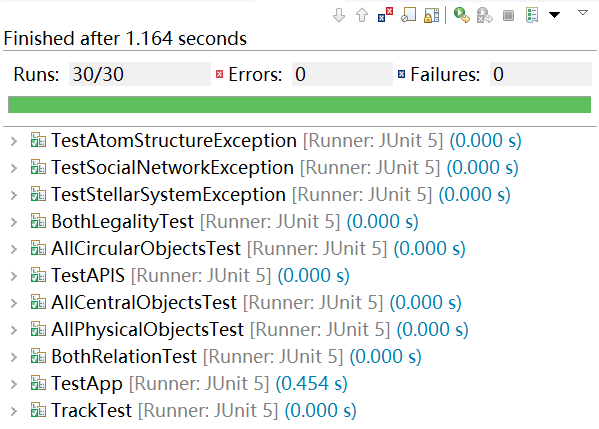 Finished after 1.164 seconds
Runs: 30/30 Errors: 0 Failures: 0
TestAtomStructureException [Runner: JUnit 5] (0.000 s)
TestSocialNetworkException [Runner: JUnit 5] (0.000 s)
TestStellarSystemException [Runner: JUnit 5] (0.000 s)
BothLegalityTest [Runner: JUnit 5] (0.000 s)
AllCircularObjectsTest [Runner: JUnit 5] (0.000 s)
TestAPIS [Runner: JUnit 5] (0.000 s)
AllCentralObjectsTest [Runner: JUnit 5] (0.000 s)
AllPhysicalObjectsTest [Runner: JUnit 5] (0.000 s)
BothRelationTest [Runner: JUnit 5] (0.000 s)
TestApp [Runner: JUnit 5] (0.454 s)
TrackTest [Runner: JUnit 5] (0.000 s)